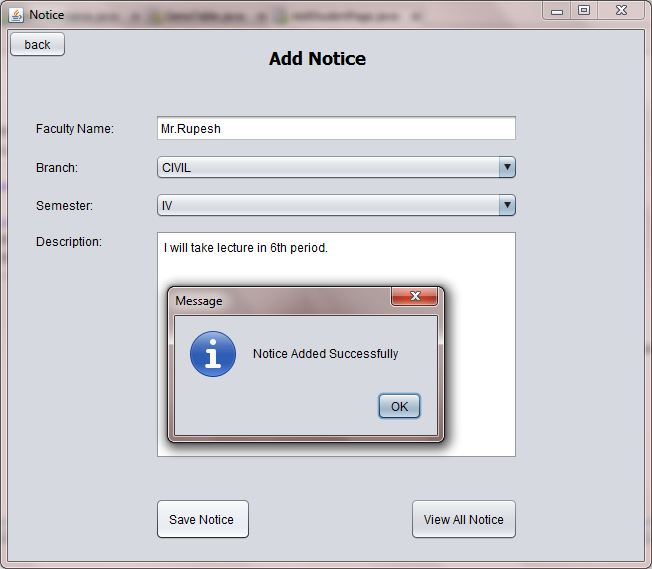 Notice
back
Add Notice
Faculty Name:
Mr.Rupesh
Branch:
CIVIL
Semester:
IV
Description:
I will take lecture in 6th period.
Message
Notice Added Successfully
OK
Save Notice
View All Notice